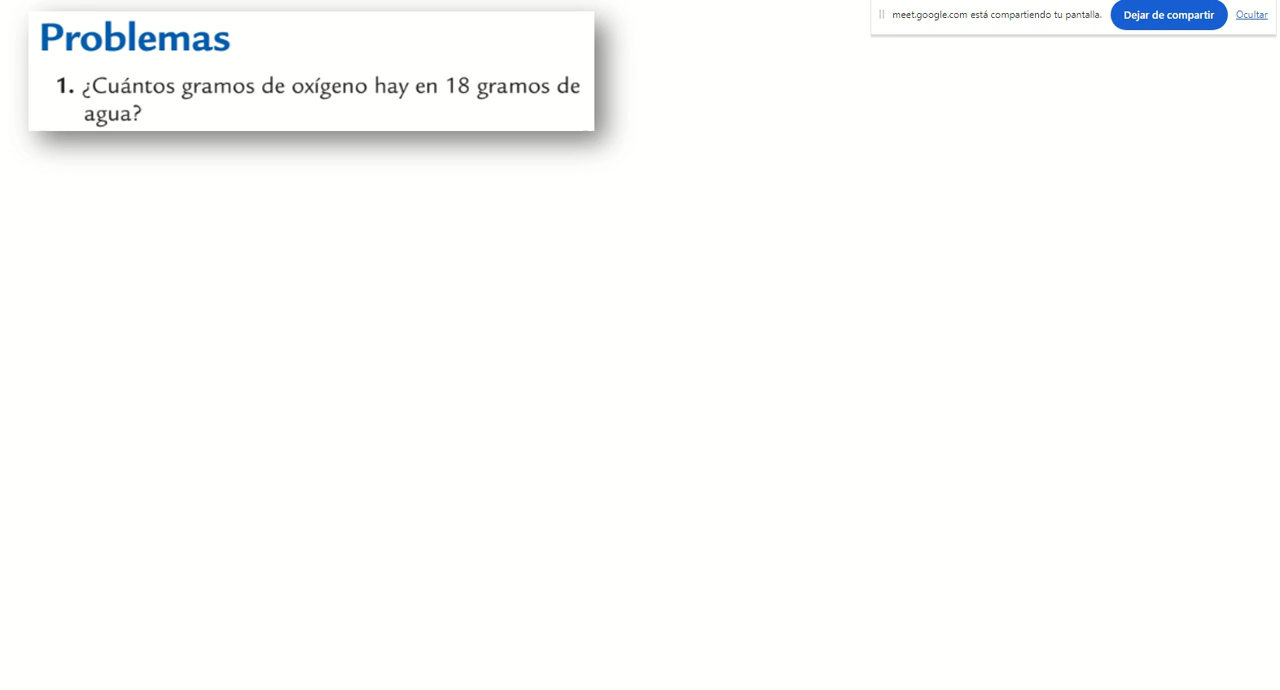 Problemas
1. ¿Cuántos gramos de oxígeno hay en 18 gramos de
agua?
meet.google.com está compartiendo tu pantalla.
Dejar de compartir
Ocultar